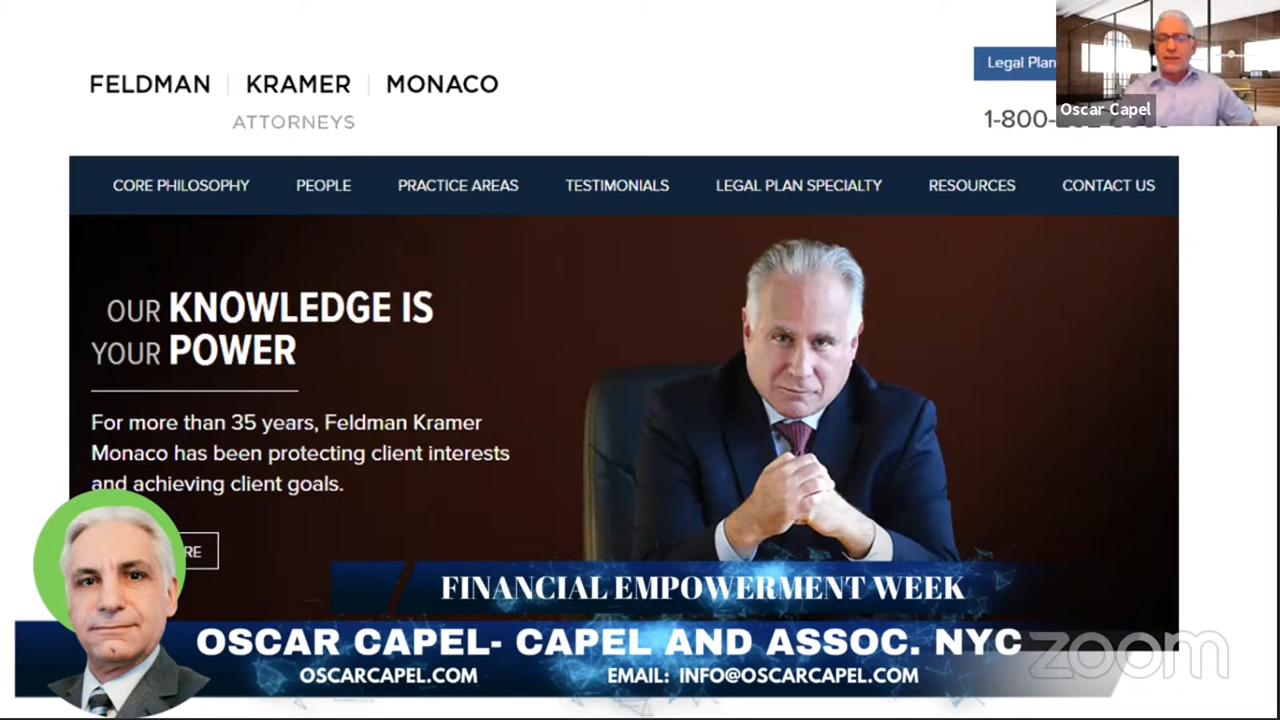 FELDMAN | KRAMER | MONACO
ATTORNEYS
Legal Plan
1-800-
Oscar Capel
CORE PHILOSOPHY PEOPLE PRACTICE AREAS TESTIMONIALS LEGAL PLAN SPECIALTY RESOURCES CONTACT US
OUR KNOWLEDGE IS
YOUR POWER
For more than 35 years, Feldman Kramer
Monaco has been protecting client interests
and achieving client goals.
RE
FINANCIAL EMPOWERMENT WEEK
OSCAR CAPEL- CAPEL AND ASSOC. NYC
OSCARCAPEL.COM EMAIL: INFO@OSCARCAPEL.COM
zoom